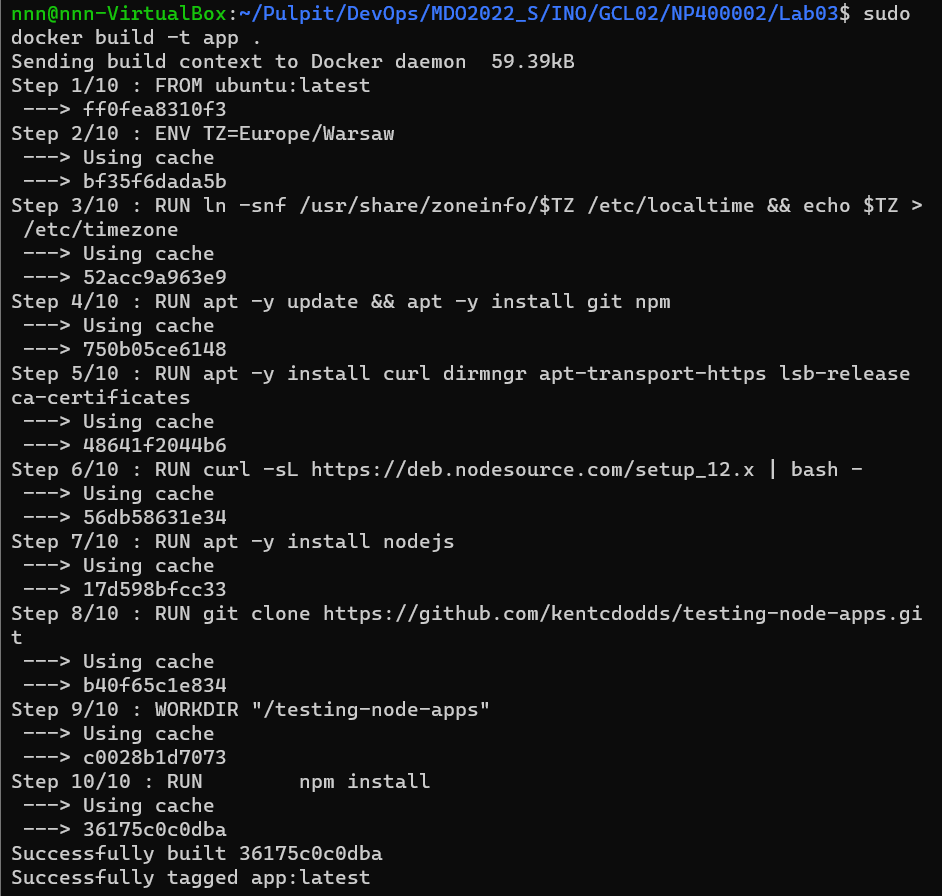 nnn@nnn-VirtualBox:~/Pulpit/DevOps/MDO2022_S/INO/GCL02/NP400002/Lab03$ sudo
docker build -t app .
Sending build context to Docker daemon  59.39kB
Step 1/10 : FROM ubuntu:latest
 ---> ff0fea8310f3
Step 2/10 : ENV TZ=Europe/Warsaw
 ---> Using cache
 ---> bf35f6dada5b
Step 3/10 : RUN ln -snf /usr/share/zoneinfo/$TZ /etc/localtime && echo $TZ >
 /etc/timezone
 ---> Using cache
 ---> 52acc9a963e9
Step 4/10 : RUN apt -y update && apt -y install git npm
 ---> Using cache
 ---> 750b05ce6148
Step 5/10 : RUN apt -y install curl dirmngr apt-transport-https lsb-release
ca-certificates
 ---> Using cache
 ---> 48641f2044b6
Step 6/10 : RUN curl -sL https://deb.nodesource.com/setup_12.x | bash -
 ---> Using cache
 ---> 56db58631e34
Step 7/10 : RUN apt -y install nodejs
 ---> Using cache
 ---> 17d598bfcc33
Step 8/10 : RUN git clone https://github.com/kentcdodds/testing-node-apps.gi
t
 ---> Using cache
 ---> b40f65c1e834
Step 9/10 : WORKDIR "/testing-node-apps"
 ---> Using cache
 ---> c0028b1d7073
Step 10/10 : RUN        npm install
 ---> Using cache
 ---> 36175c0c0dba
Successfully built 36175c0c0dba
Successfully tagged app:latest